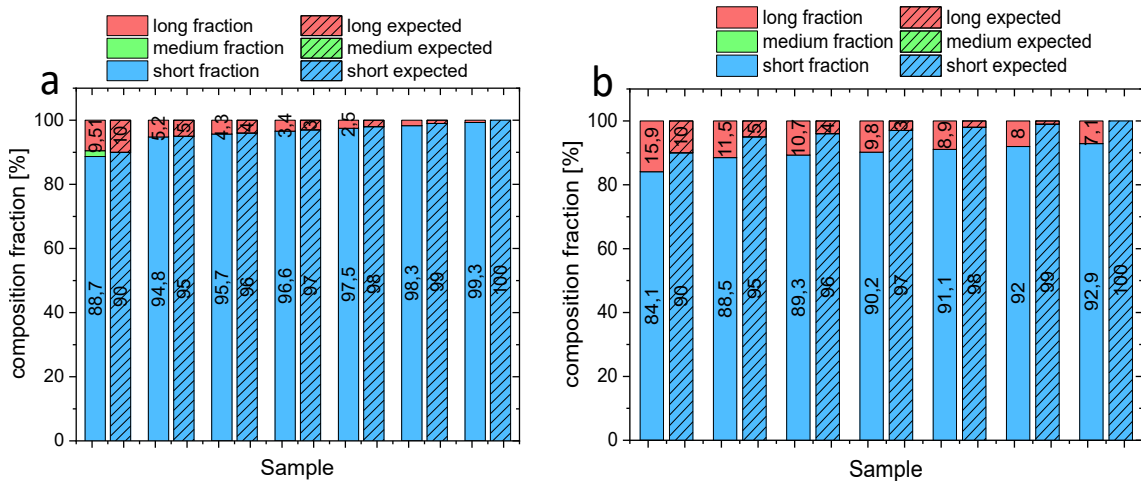 long fraction long expected
medium fraction medium expected
short fraction short expected
a
composition fraction [%]
100
80
60
40
20
0
9,51 10 5,2 5 4,3 4 3,4 3 2,5
88,7 90 94,8 95 95,7 96 96,6 97 97,5 98 98,3 99 99,3 100
Sample
long fraction long expected
medium fraction medium expected
short fraction short expected
b
composition fraction [%]
100
80
60
40
20
0
15,9 10 11,5 5 10,7 4 9,8 3 8,9 8 7,1
84,1 90 88,5 95 89,3 96 90,2 97 91,1 98 92 99 92,9 100
Sample